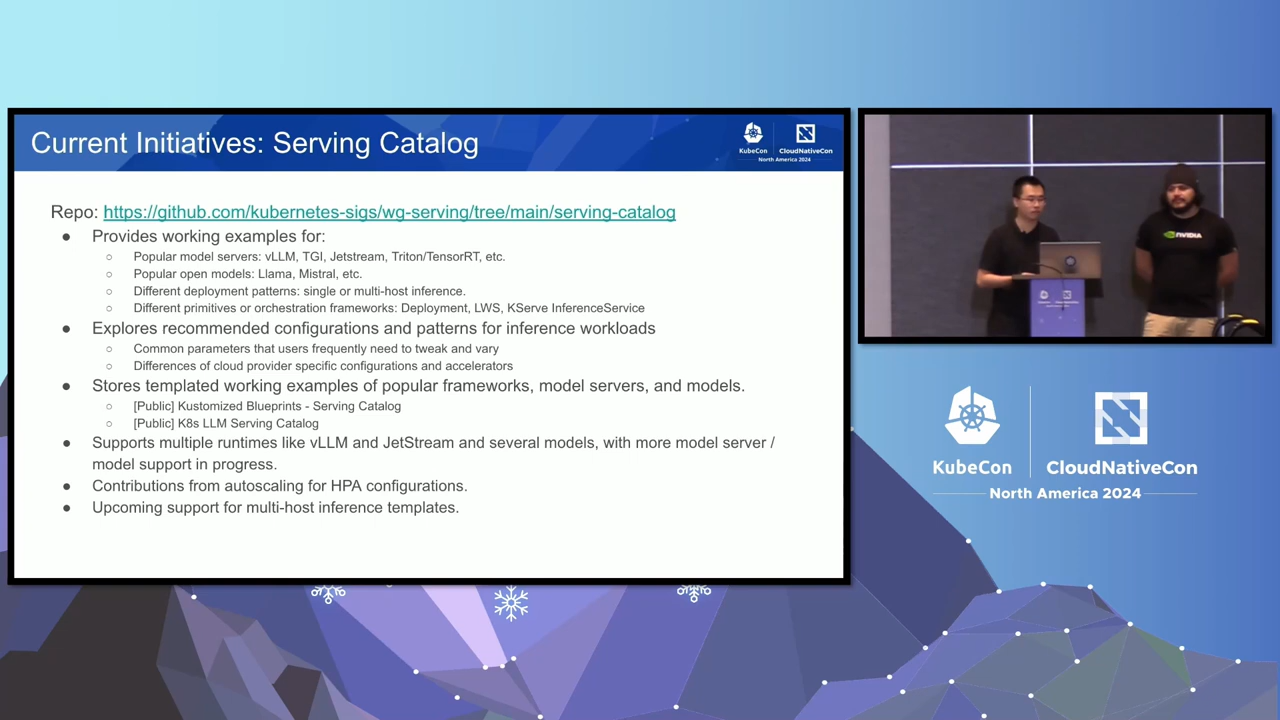 Current Initiatives: Serving Catalog
KubeCon
CloudNativeCon
North America 2024
Repo: https://github.com/kubernetes-sigs/wg-serving/tree/main/serving-catalog
● Provides working examples for:
○ Popular model servers: vLLM, TGI, Jetstream, Triton/TensorRT, etc.
○ Popular open models: Llama, Mistral, etc.
○ Different deployment patterns: single or multi-host inference.
○ Different primitives or orchestration frameworks: Deployment, LWS, KServe InferenceService
● Explores recommended configurations and patterns for inference workloads
○ Common parameters that users frequently need to tweak and vary
○ Differences of cloud provider specific configurations and accelerators
● Stores templated working examples of popular frameworks, model servers, and models.
○ [Public] Kustomized Blueprints - Serving Catalog
○ [Public] K8s LLM Serving Catalog
● Supports multiple runtimes like vLLM and JetStream and several models, with more model server /
model support in progress.
● Contributions from autoscaling for HPA configurations.
● Upcoming support for multi-host inference templates.
NVIDIA
KubeCon
CloudNativeCon
North America 2024